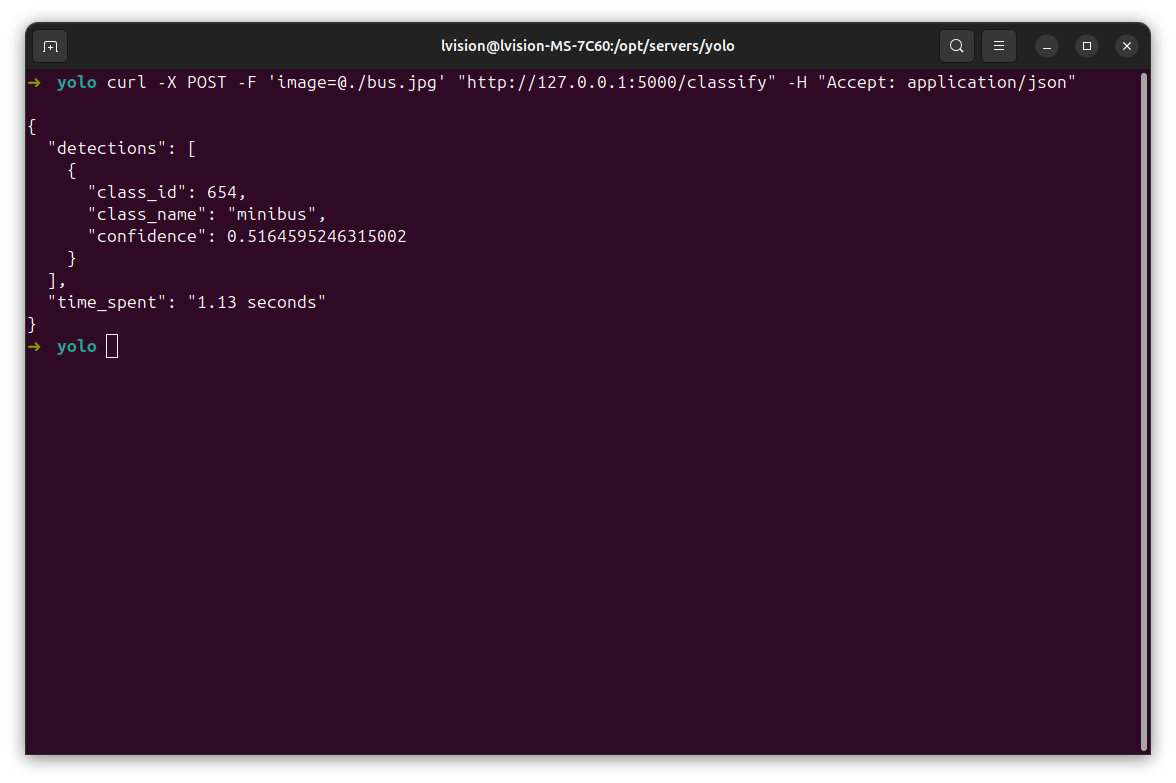 lvision@lvision-MS-7C60:/opt/servers/yolo
➜ yolo curl -X POST -F 'image=@./bus.jpg' "http://127.0.0.1:5000/classify" -H "Accept: application/json"
{
  "detections": [
    {
      "class_id": 654,
      "class_name": "minibus",
      "confidence": 0.5164595246315002
    }
  ],
  "time_spent": "1.13 seconds"
}
➜ yolo